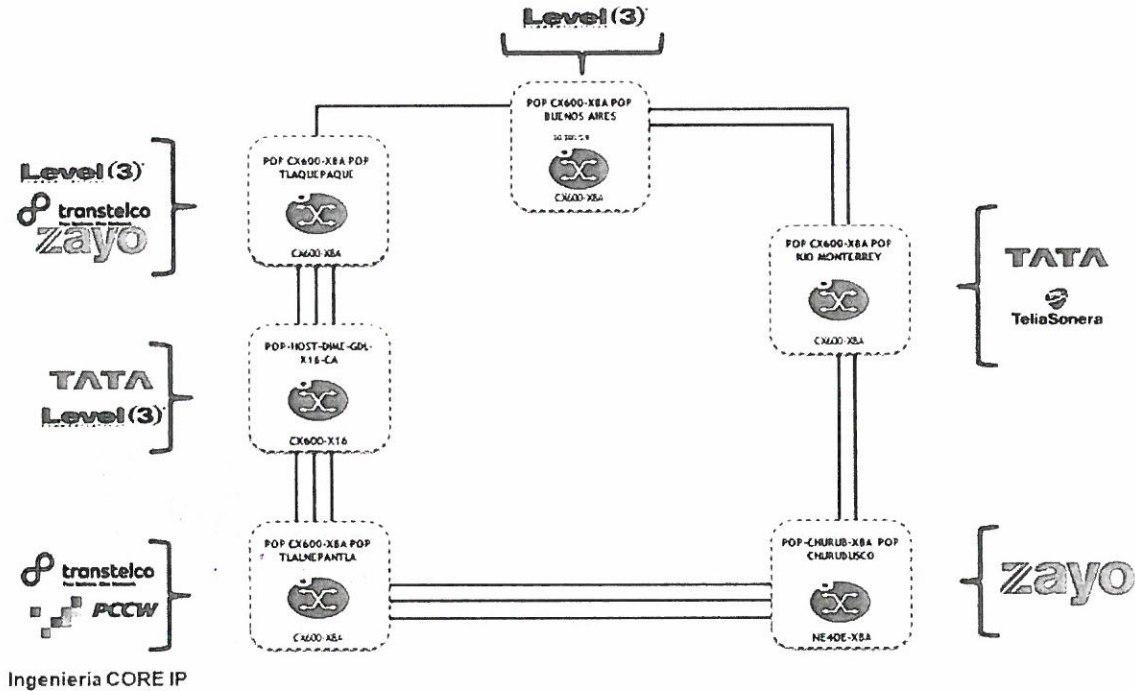 Level(3)
POP CX600-X8A POP
BUENOS AIRES
CX600-X8A
POP CX600-X8A POP
TLAQUEPAQUE
CX600-X8A
Level(3)
transtelco
zayo
POP CX600-X8A POP
RIO MONTERREY
CX600-X8A
TATA
TeliaSonera
POP-HOST-DIME-GDL-
X16-CA
CX600-X16
TATA
Level(3)
POP CX600-X8A POP
TLALNEPANTLA
CX600-X8A
transtelco
PCCW
POP-CHURUB-X8A POP
CHURUBUSCO
NE40E-X8A
zayo
Ingenieria CORE IP